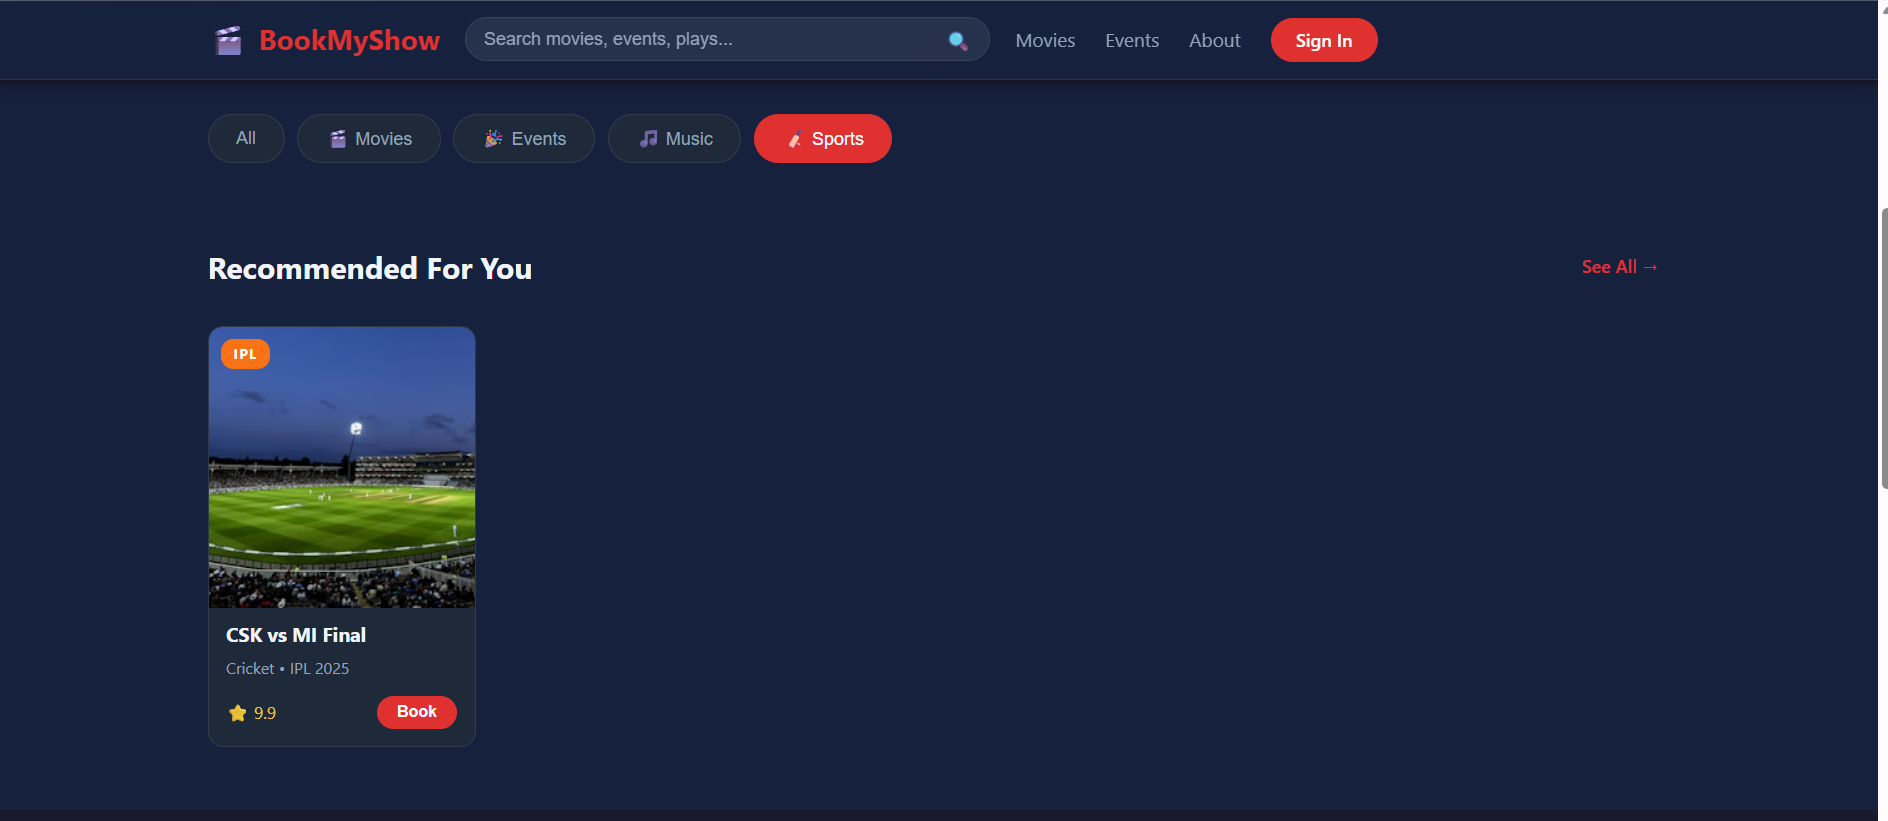 BookMyShow
Search movies, events, plays...
Movies
Events
About
Sign In
All
Movies
Events
Music
Sports
Recommended For You
See All →
IPL
CSK vs MI Final
Cricket • IPL 2025
9.9
Book